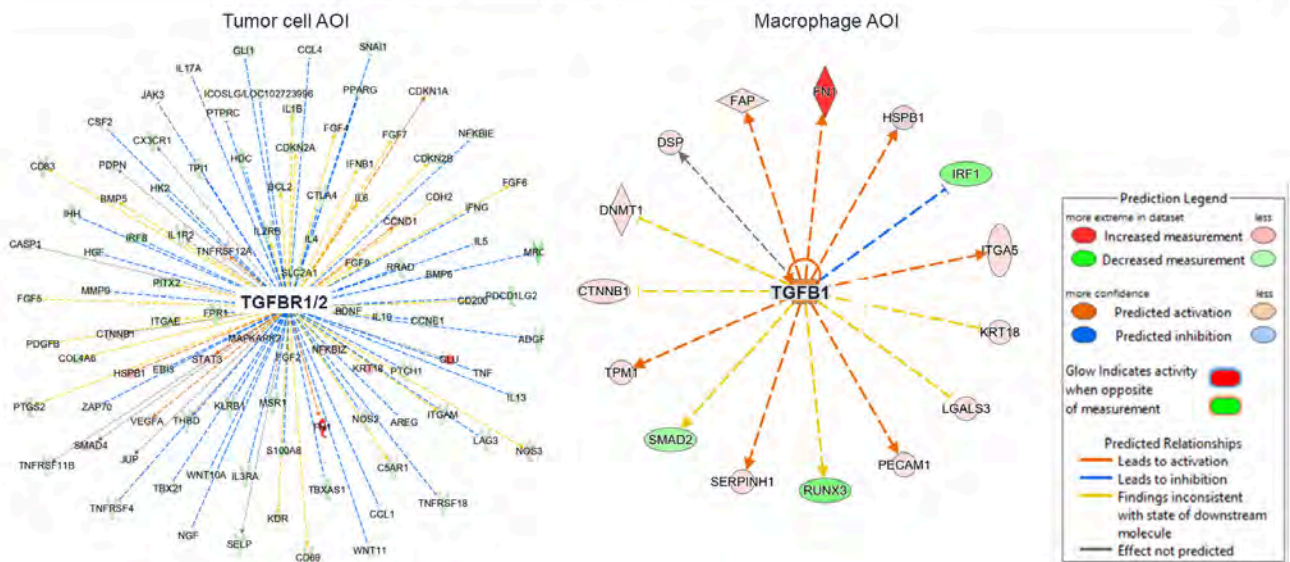 Tumor cell AOI
Macrophage AOI
GLI1
CCL4
SNAI1
IL17A
JAK3
ICOSLG/LOC102723996
PTPRC
IL1B
PPARG
CDKN1A
CSF2
CX3CR1
HDC
CDKN2A
FGF4
FGF7
NFKBIE
CD83
PDPN
TPI1
IFNB1
CDKN2B
BMP5
HK2
BCL2
CTLA4
IL6
CDH2
FGF6
IHH
IRF8
IL1R2
IL2RB
IL4
CCND1
IFNG
CASP1
HGF
TNFRSF12A
SLC2A1
FGF9
RRAD
IL5
MRC
BMP6
MMP9
PITX2
TGFBR1/2
CD200
PDCD1LG2
FGF5
ITGAE
FPR1
BDNF
IL10
CCNE1
PDGFB
CTNNB1
MAPKAPK2
ADGF
COL4A6
STAT3
FGF2
NFKBIZ
CLU
HSPB1
EBI3
KRT18
PTCH1
TNF
PTGS2
ZAP70
VEGFA
THBD
KLRB1
MSR1
NOS2
AREG
ITGAM
IL13
SMAD4
LAG3
NOS3
TNFRSF11B
JUP
S100A8
C5AR1
WNT10A
IL3RA
TBX21
TBXAS1
TNFRSF18
TNFRSF4
KDR
CCL1
NGF
SELP
CD69
WNT11
FAP
FN1
HSPB1
DSP
IRF1
DNMT1
ITGA5
CTNNB1
TGFB1
KRT18
TPM1
LGALS3
SMAD2
PECAM1
SERPINH1
RUNX3
Prediction Legend
more extreme in dataset less
Increased measurement
Decreased measurement
more confidence less
Predicted activation
Predicted inhibition
Glow Indicates activity
when opposite
of measurement
Predicted Relationships
Leads to activation
Leads to inhibition
Findings inconsistent
with state of downstream
molecule
Effect not predicted